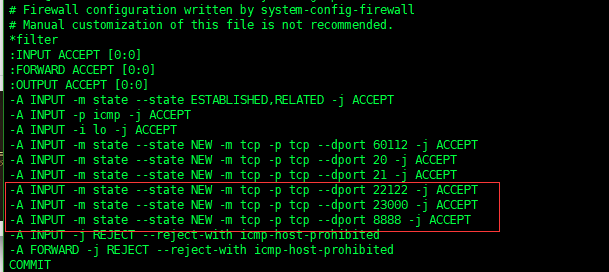 # Firewall configuration written by system-config-firewall
# Manual customization of this file is not recommended.
*filter
:INPUT ACCEPT [0:0]
:FORWARD ACCEPT [0:0]
:OUTPUT ACCEPT [0:0]
-A INPUT -m state --state ESTABLISHED,RELATED -j ACCEPT
-A INPUT -p icmp -j ACCEPT
-A INPUT -i lo -j ACCEPT
-A INPUT -m state --state NEW -m tcp -p tcp --dport 60112 -j ACCEPT
-A INPUT -m state --state NEW -m tcp -p tcp --dport 20 -j ACCEPT
-A INPUT -m state --state NEW -m tcp -p tcp --dport 21 -j ACCEPT
-A INPUT -m state --state NEW -m tcp -p tcp --dport 22122 -j ACCEPT
-A INPUT -m state --state NEW -m tcp -p tcp --dport 23000 -j ACCEPT
-A INPUT -m state --state NEW -m tcp -p tcp --dport 8888 -j ACCEPT
-A INPUT -j REJECT --reject-with icmp-host-prohibited
-A FORWARD -j REJECT --reject-with icmp-host-prohibited
COMMIT